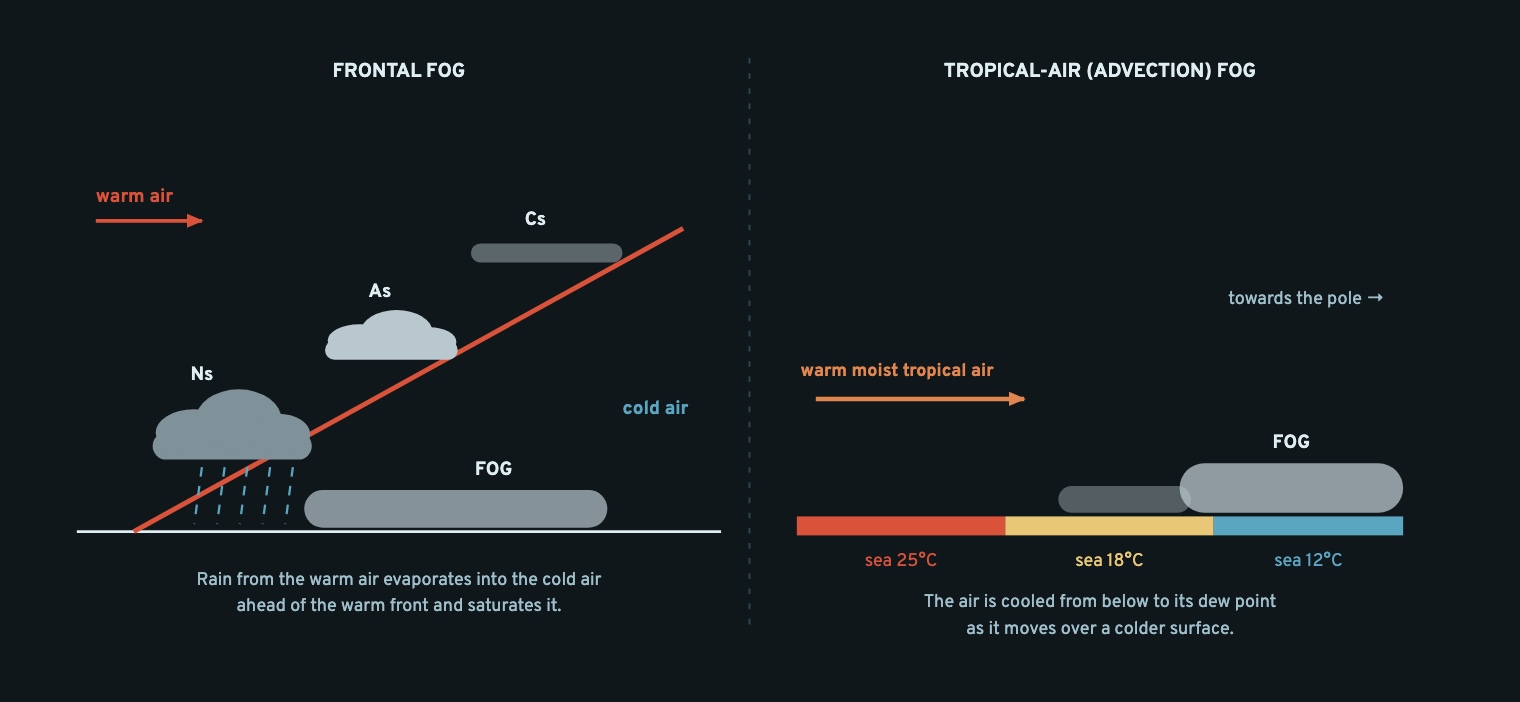 FRONTAL FOG
warm air
Cs
As
Ns
cold air
FOG
Rain from the warm air evaporates into the cold air
ahead of the warm front and saturates it.
TROPICAL-AIR (ADVECTION) FOG
towards the pole →
warm moist tropical air
FOG
sea 25°C
sea 18°C
sea 12°C
The air is cooled from below to its dew point
as it moves over a colder surface.